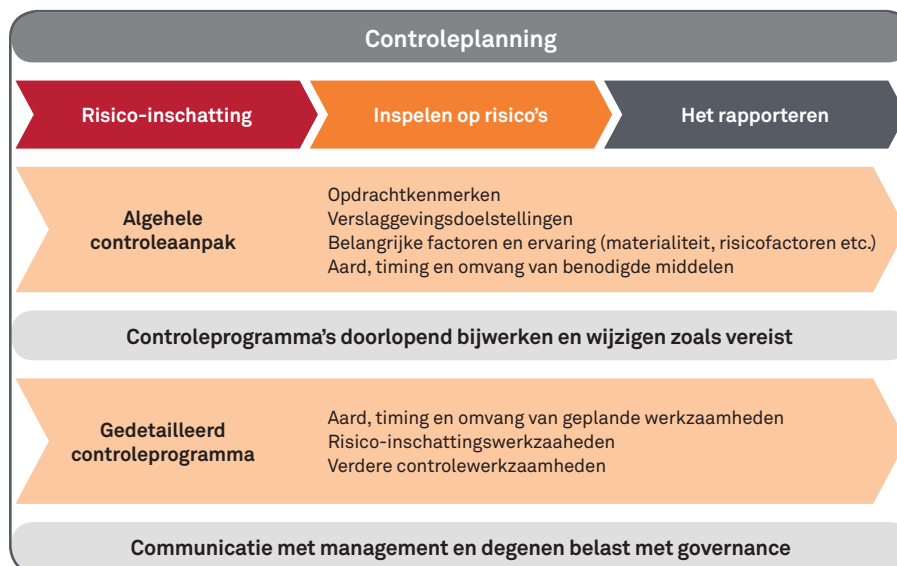 Controleplanning
Risico-inschatting
Inspelen op risico's
Het rapporteren
Algehele
controleaanpak
Opdrachtkenmerken
Verslaggevingsdoelstellingen
Belangrijke factoren en ervaring (materialiteit, risicofactoren etc.)
Aard, timing en omvang van benodigde middelen
Controleprogramma's doorlopend bijwerken en wijzigen zoals vereist
Gedetailleerd
controleprogramma
Aard, timing en omvang van geplande werkzaamheden
Risico-inschattingswerkzaaheden
Verdere controlewerkzaamheden
Communicatie met management en degenen belast met governance